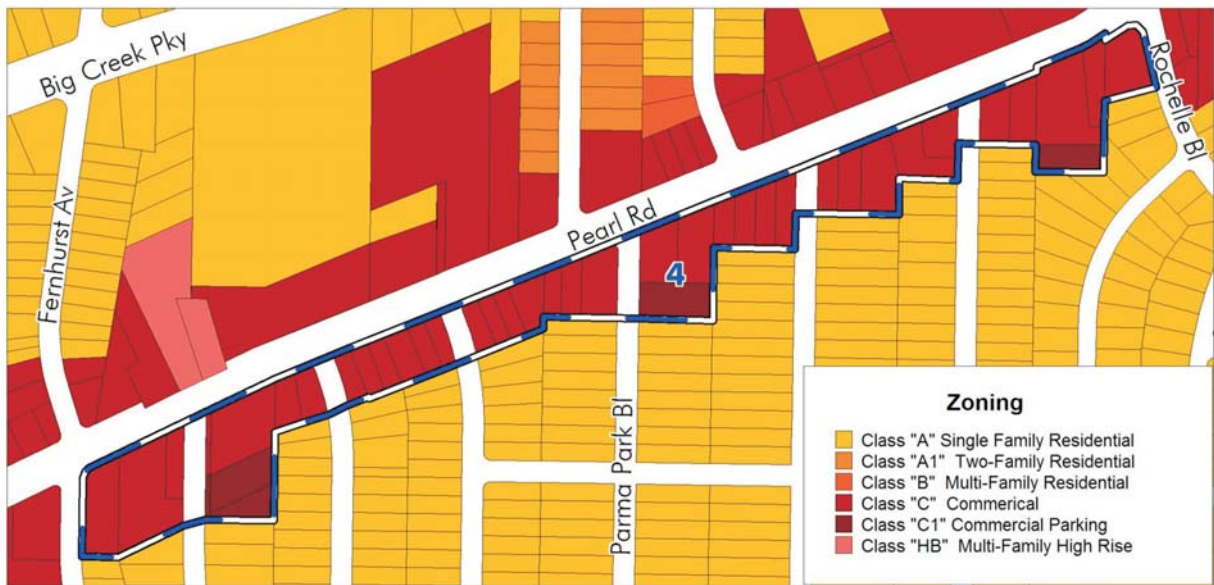 Big Creek Pky
Rochelle Bl
Fernhurst Av
Pearl Rd
4
Parma Park Bl
Zoning
Class "A" Single Family Residential
Class "A1" Two-Family Residential
Class "B" Multi-Family Residential
Class "C" Commerical
Class "C1" Commercial Parking
Class "HB" Multi-Family High Rise